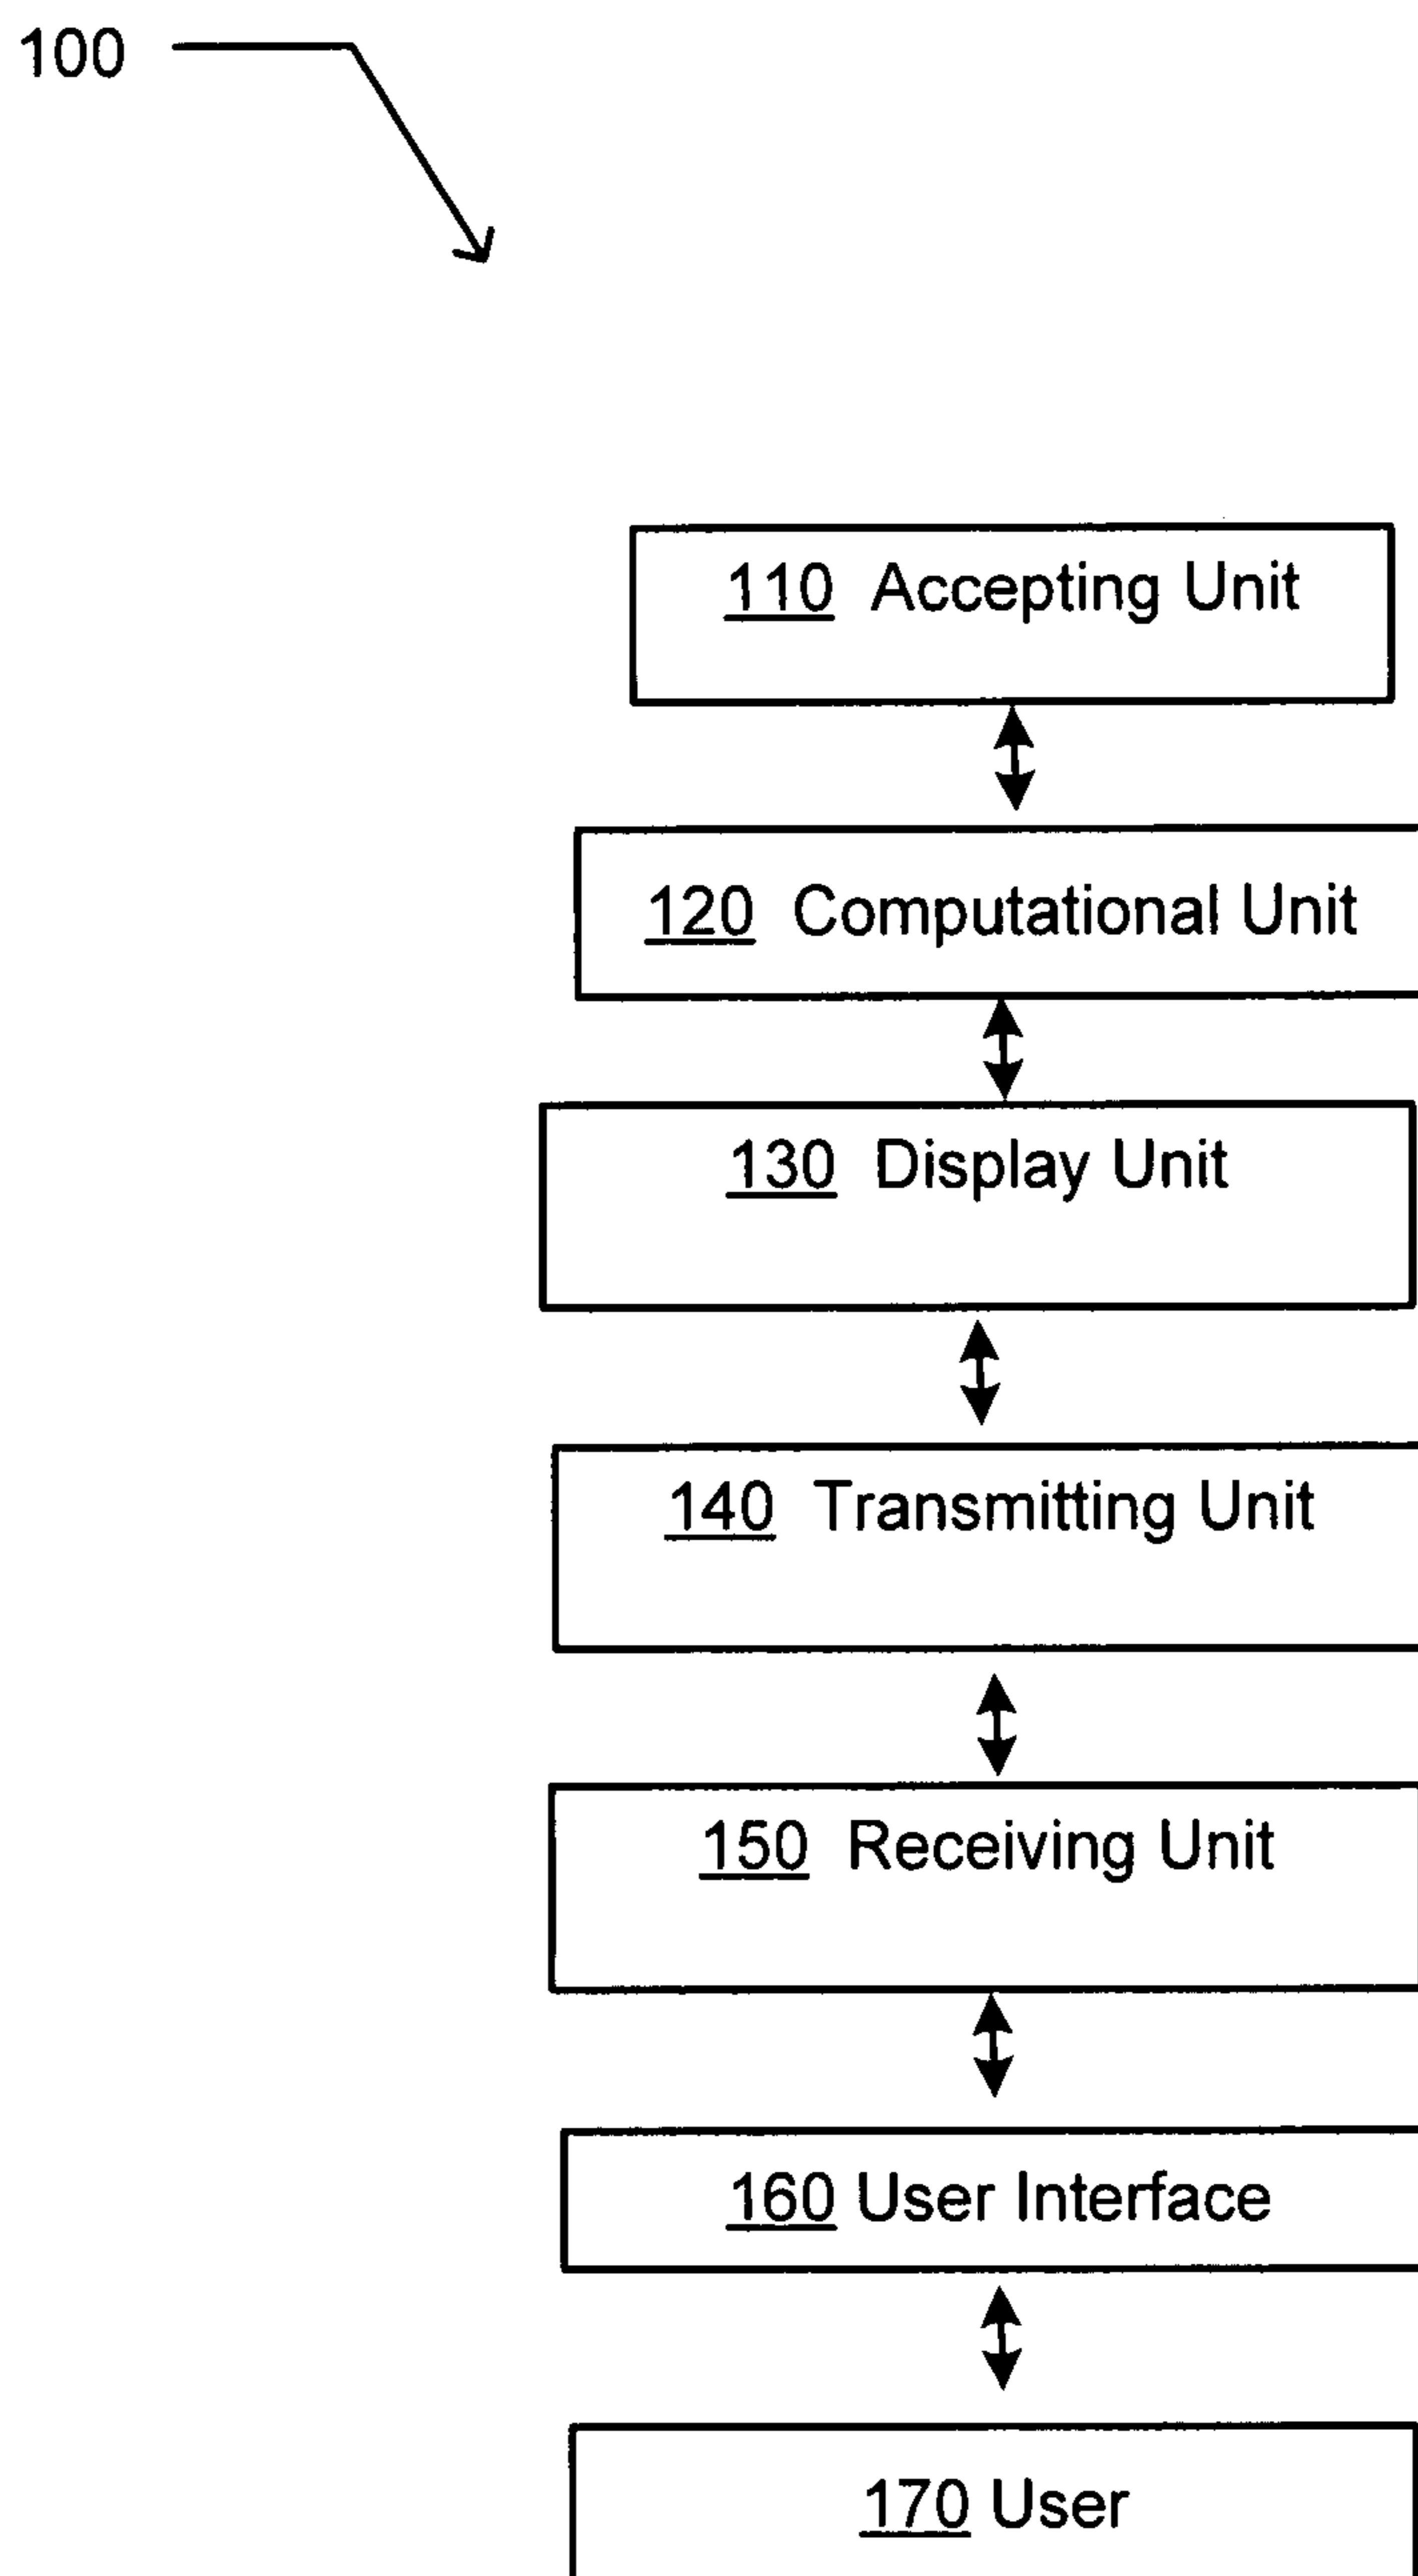 100
110 Accepting Unit
120 Computational Unit
130 Display Unit
140 Transmitting Unit
150 Receiving Unit
160 User Interface
170 User